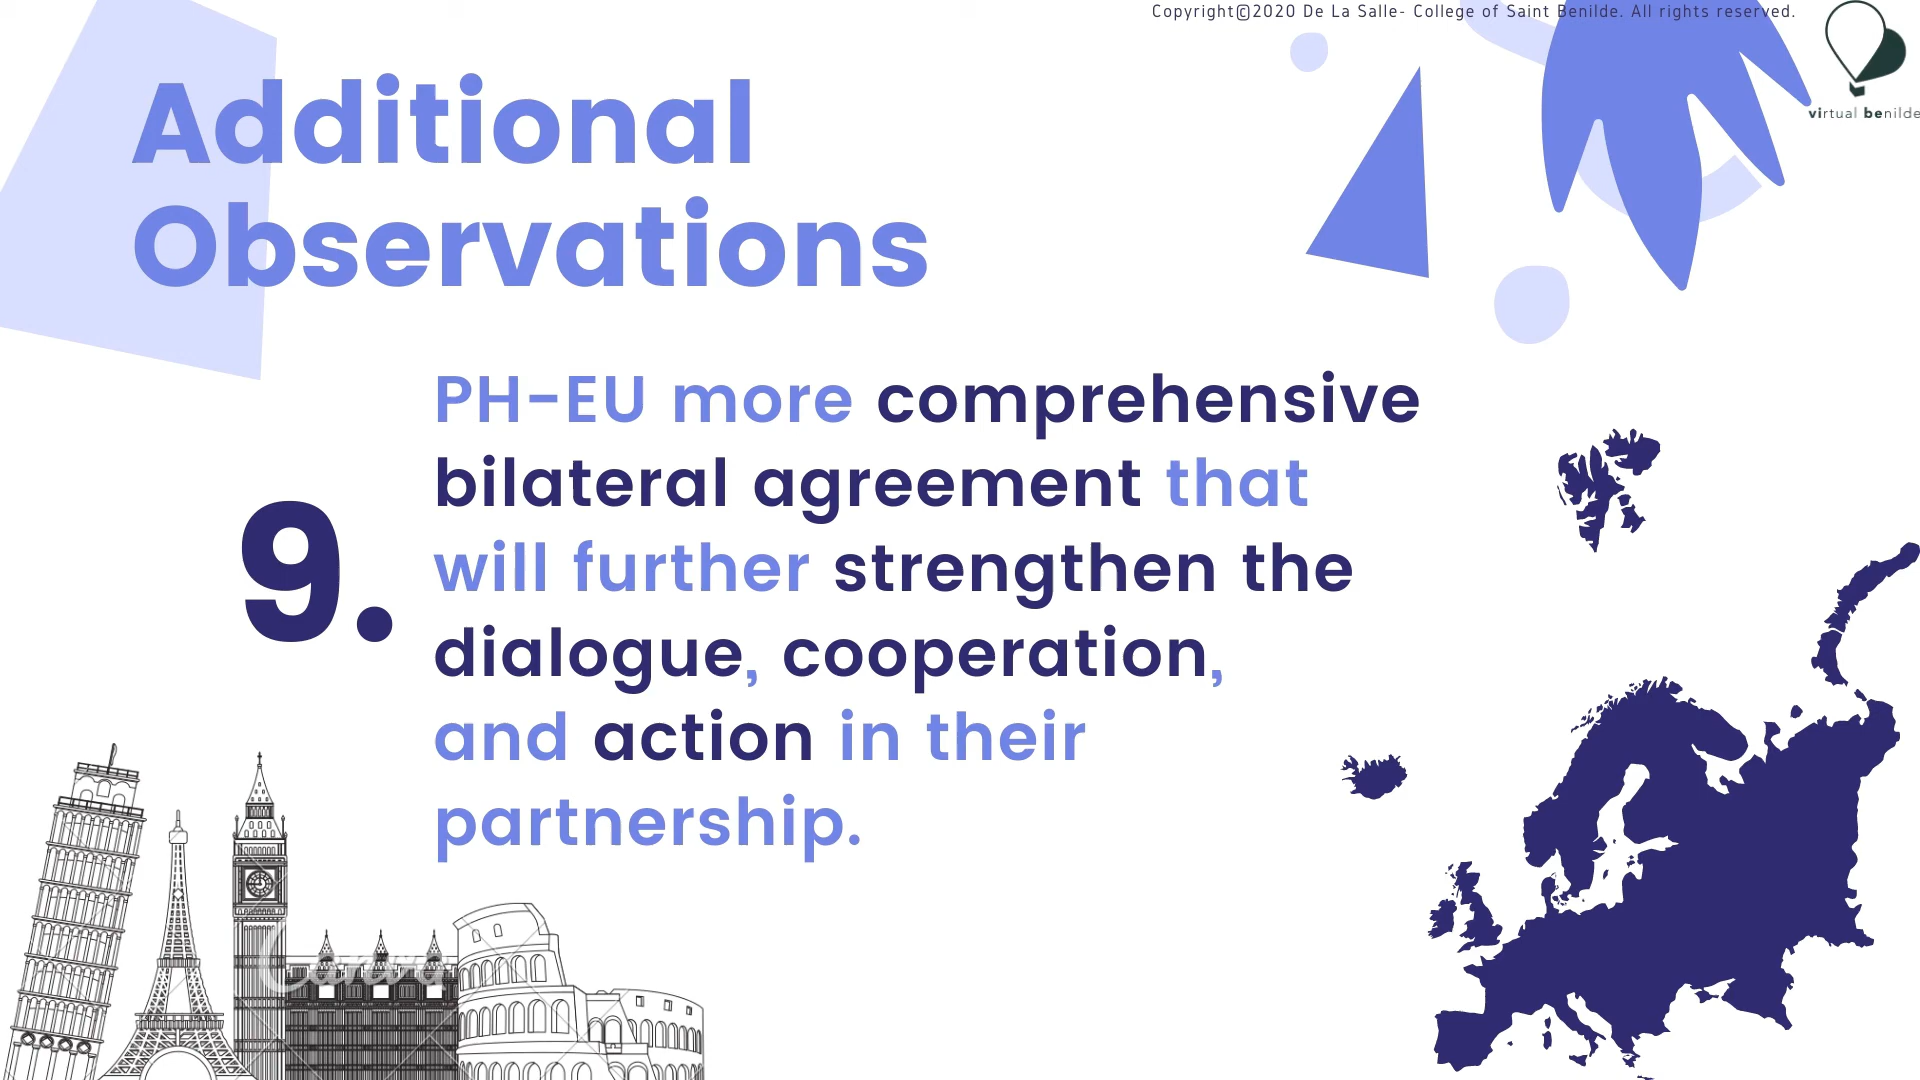 Copyright©2020 De La Salle- College of Saint Benilde. All rights reserved.
virtual benilde
Additional
Observations
9.
PH-EU more comprehensive
bilateral agreement that
will further strengthen the
dialogue, cooperation,
and action in their
partnership.
Canva